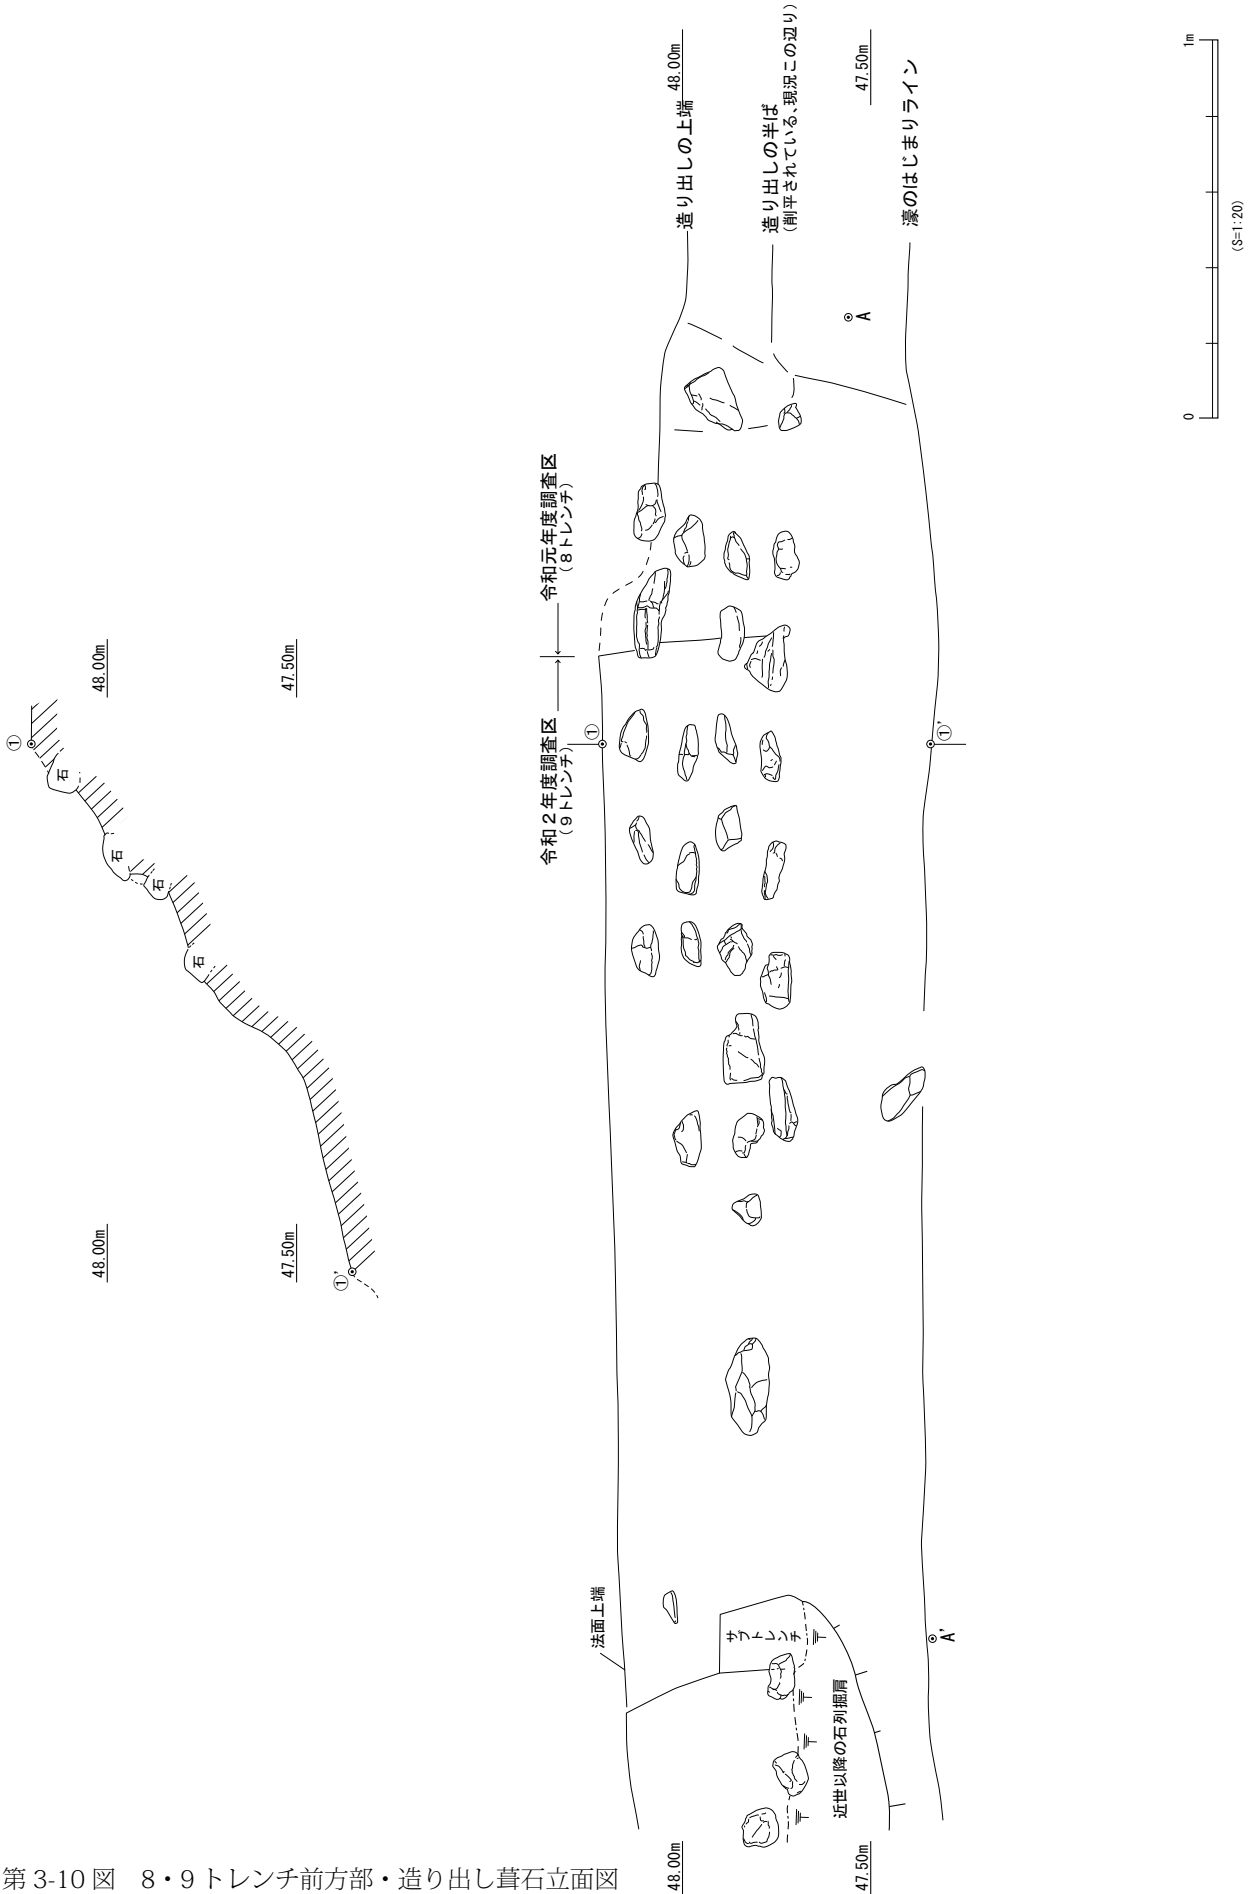 ①
48.00m
47.50m
石
石
石
石
48.00m
47.50m
①'
令和元年度調査区
(8トレンチ)
令和2年度調査区
(9トレンチ)
48.00m
47.50m
造り出しの上端
造り出しの半ば
(削平されている、現況この辺り)
濠のはじまりライン
A
①
①'
法面上端
サブトレンチ
近世以降の石列掘肩
A'
48.00m
47.50m
1m
0
(S=1:20)
第3-10図 8・9トレンチ前方部・造り出し葺石立面図